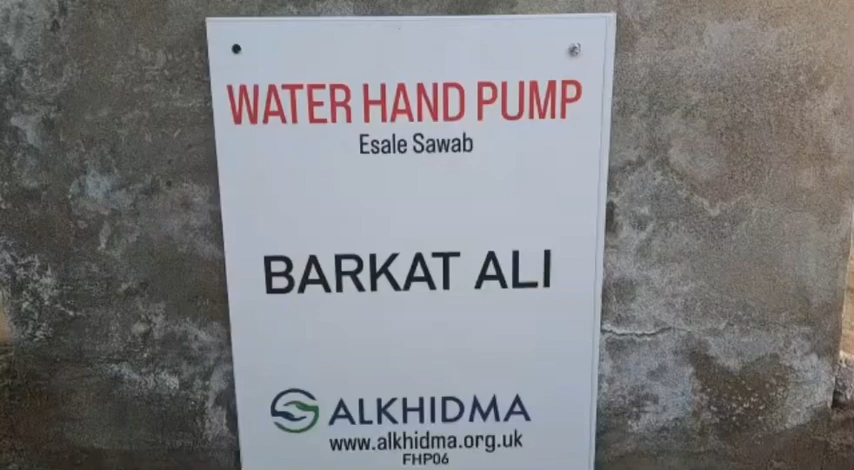 WATER HAND PUMP
Esale Sawab
BARKAT ALI
ALKHIDMA
www.alkhidma.org.uk
FHP06